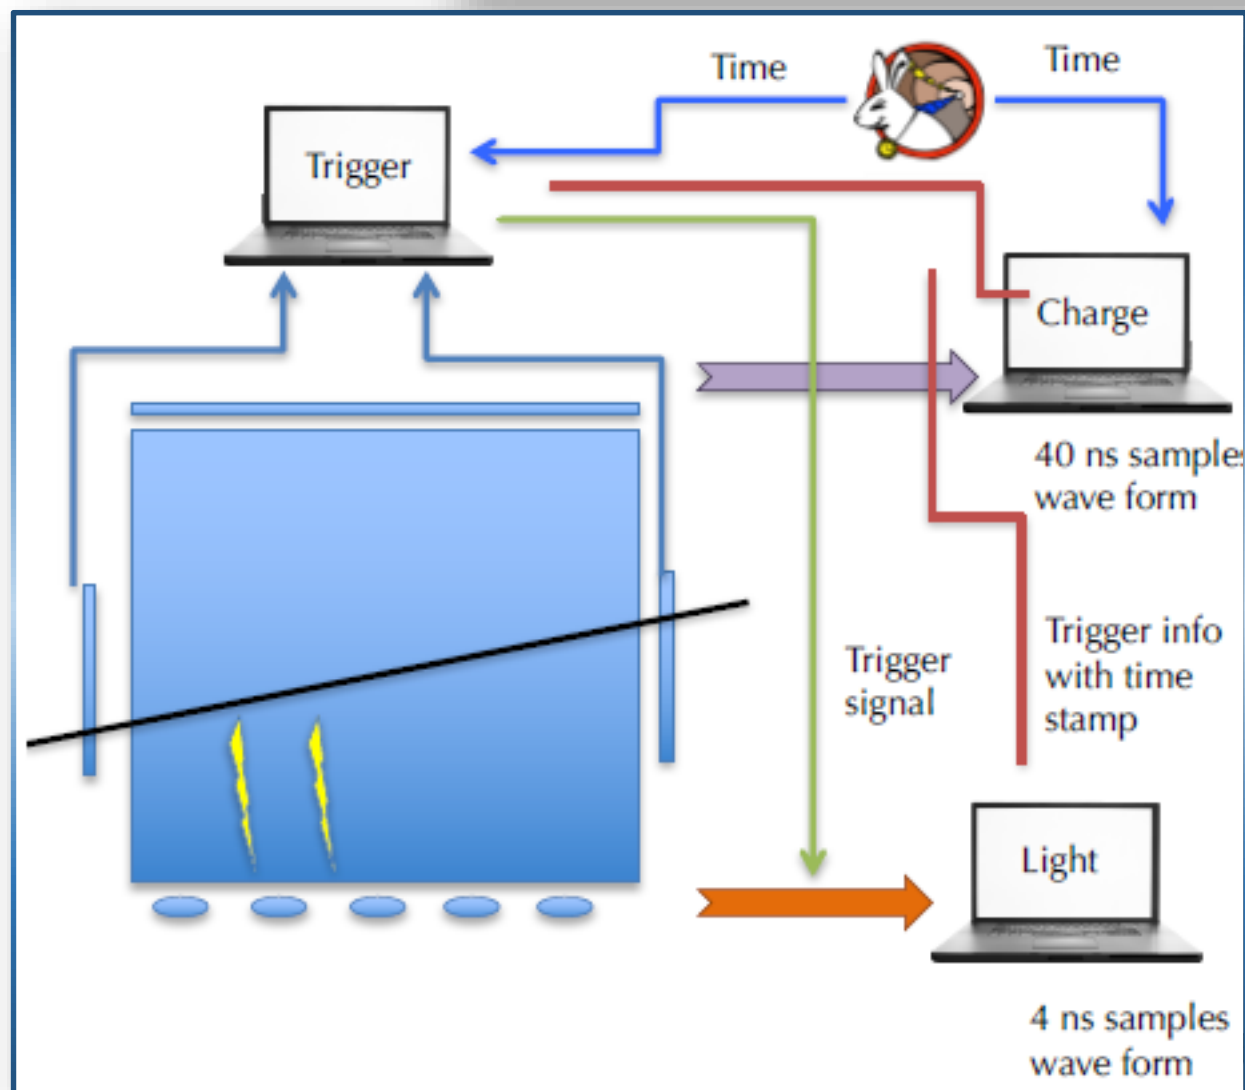 Time
Time
Trigger
Charge
40 ns samples
wave form
Trigger
signal
Trigger info
with time
stamp
Light
4 ns samples
wave form